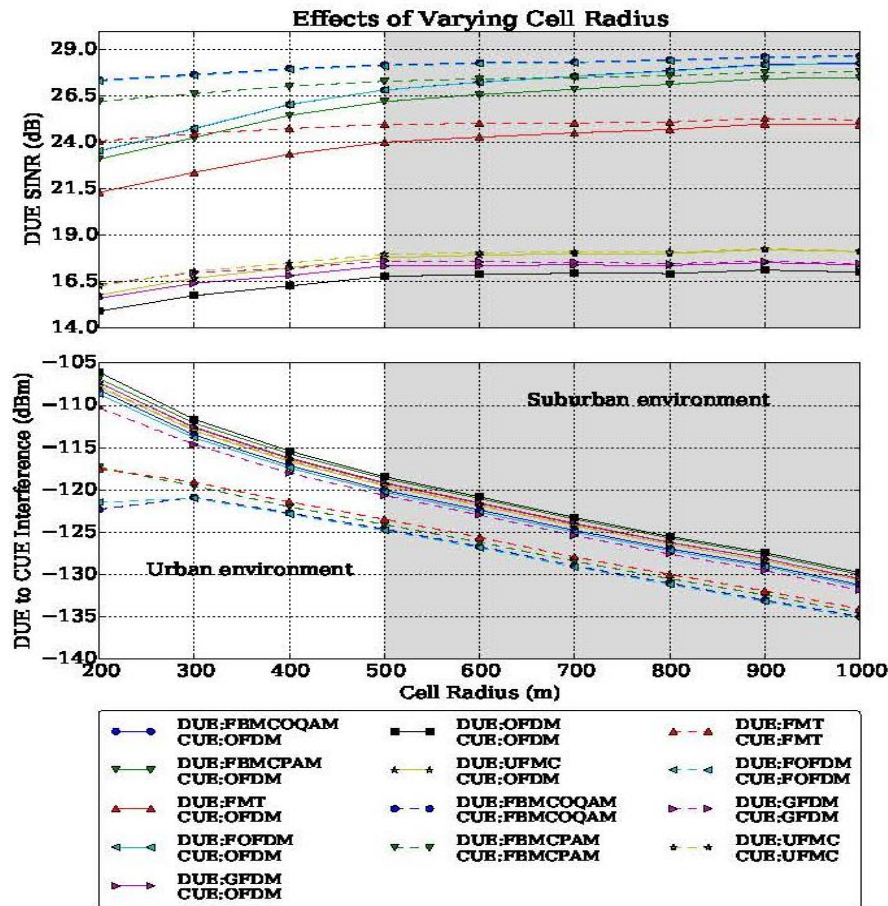 Effects of Varying Cell Radius
DUE SINR (dB)
29.0
26.5
24.0
21.5
19.0
16.5
14.0
DUE to CUE Interference (dBm)
−105
−110
−115
−120
−125
−130
−135
−140
Suburban environment
Urban environment
200 300 400 500 600 700 800 900 1000
Cell Radius (m)
DUE:FBMCOQAM
CUE:OFDM
DUE:FBMCPAM
CUE:OFDM
DUE:FMT
CUE:OFDM
DUE:FOFDM
CUE:OFDM
DUE:GFDM
CUE:OFDM
DUE:OFDM
CUE:OFDM
DUE:UFMC
CUE:OFDM
DUE:FBMCOQAM
CUE:FBMCOQAM
DUE:FBMCPAM
CUE:FBMCPAM
DUE:FMT
CUE:FMT
DUE:FOFDM
CUE:FOFDM
DUE:GFDM
CUE:GFDM
DUE:UFMC
CUE:UFMC